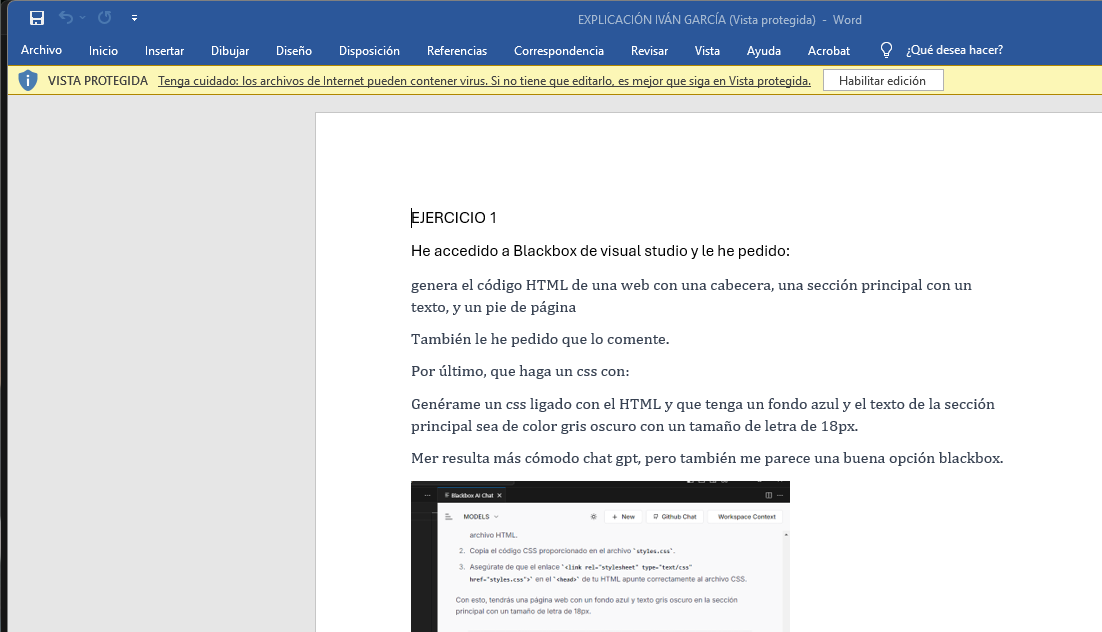 EXPLICACIÓN IVÁN GARCÍA (Vista protegida) - Word
Archivo Inicio Insertar Dibujar Diseño Disposición Referencias Correspondencia Revisar Vista Ayuda Acrobat ¿Qué desea hacer?
VISTA PROTEGIDA Tenga cuidado: los archivos de Internet pueden contener virus. Si no tiene que editarlo, es mejor que siga en Vista protegida. Habilitar edición
EJERCICIO 1
He accedido a Blackbox de visual studio y le he pedido:
genera el código HTML de una web con una cabecera, una sección principal con un
texto, y un pie de página
También le he pedido que lo comente.
Por último, que haga un css con:
Genérame un css ligado con el HTML y que tenga un fondo azul y el texto de la sección
principal sea de color gris oscuro con un tamaño de letra de 18px.
Mer resulta más cómodo chat gpt, pero también me parece una buena opción blackbox.
Blackbox AI Chat
MODELS + New Github Chat Workspace Context
archivo HTML.
2. Copia el código CSS proporcionado en el archivo `styles.css`.
3. Asegúrate de que el enlace `<link rel="stylesheet" type="text/css"
href="styles.css">` en el `<head>` de tu HTML apunte correctamente al archivo CSS.
Con esto, tendrás una página web con un fondo azul y texto gris oscuro en la sección
principal con un tamaño de letra de 18px.